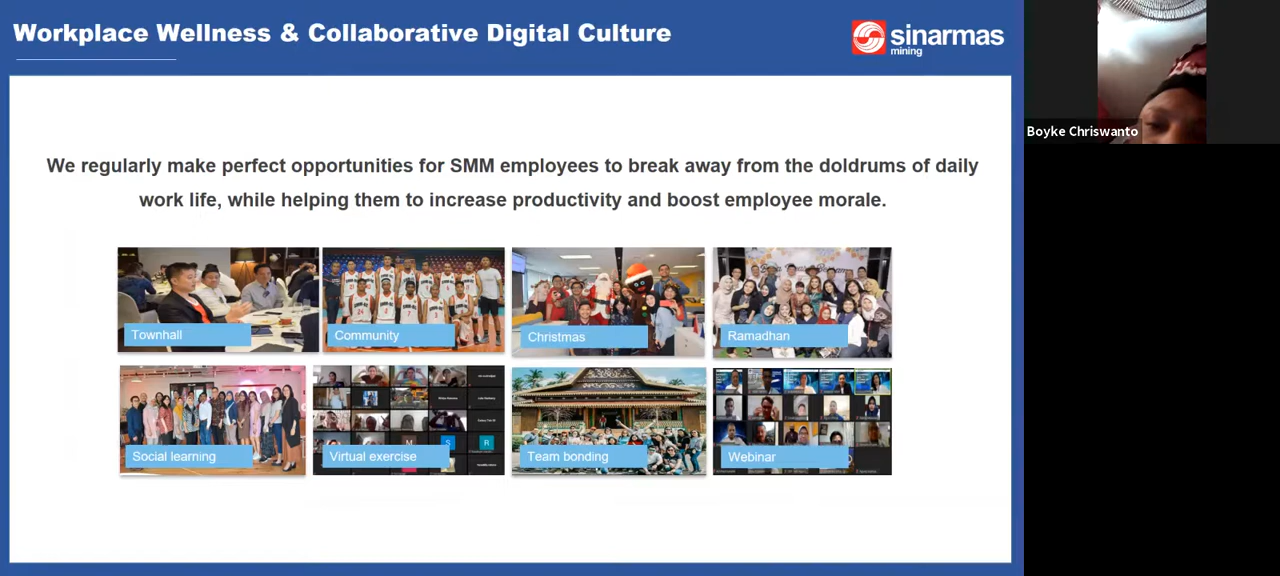 Workplace Wellness & Collaborative Digital Culture
sinarmas
mining
Boyke Chriswanto
We regularly make perfect opportunities for SMM employees to break away from the doldrums of daily
work life, while helping them to increase productivity and boost employee morale.
Townhall
Community
Christmas
Ramadhan
Social learning
Virtual exercise
Team bonding
Webinar
M
S
R